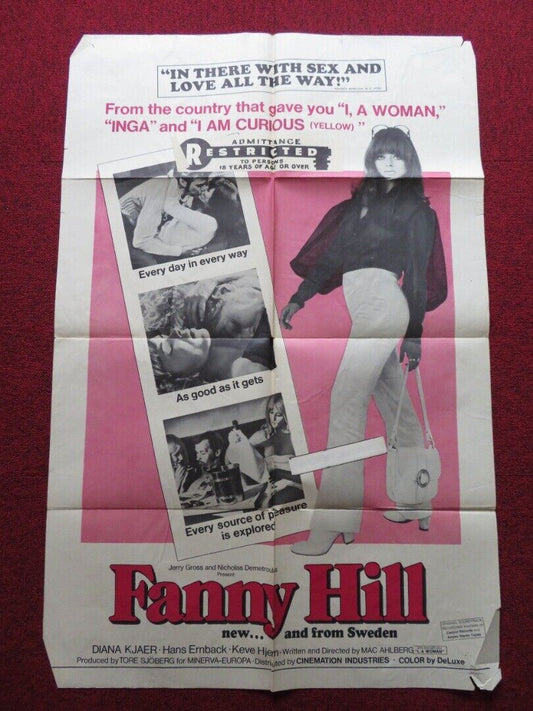 "IN THERE WITH SEX AND
LOVE ALL THE WAY!"
From the country that gave you "I, A WOMAN,"
"INGA" and "I AM CURIOUS (YELLOW)"
ADMITTANCE
RESTRICTED
TO PERSONS
18 YEARS OF AGE OR OVER
Every day in every way
As good as it gets
Every source of pleasure
is explored
Jerry Gross and Nicholas Demetroules
Present
Fanny Hill
new... and from Sweden
DIANA KJAER · Hans Ernback · Keve Hjelm · Written and Directed by MAC AHLBERG
"I, A WOMAN"
Produced by TORE SJÖBERG for MINERVA-EUROPA · Distributed by CINEMATION INDUSTRIES · COLOR by DeLuxe